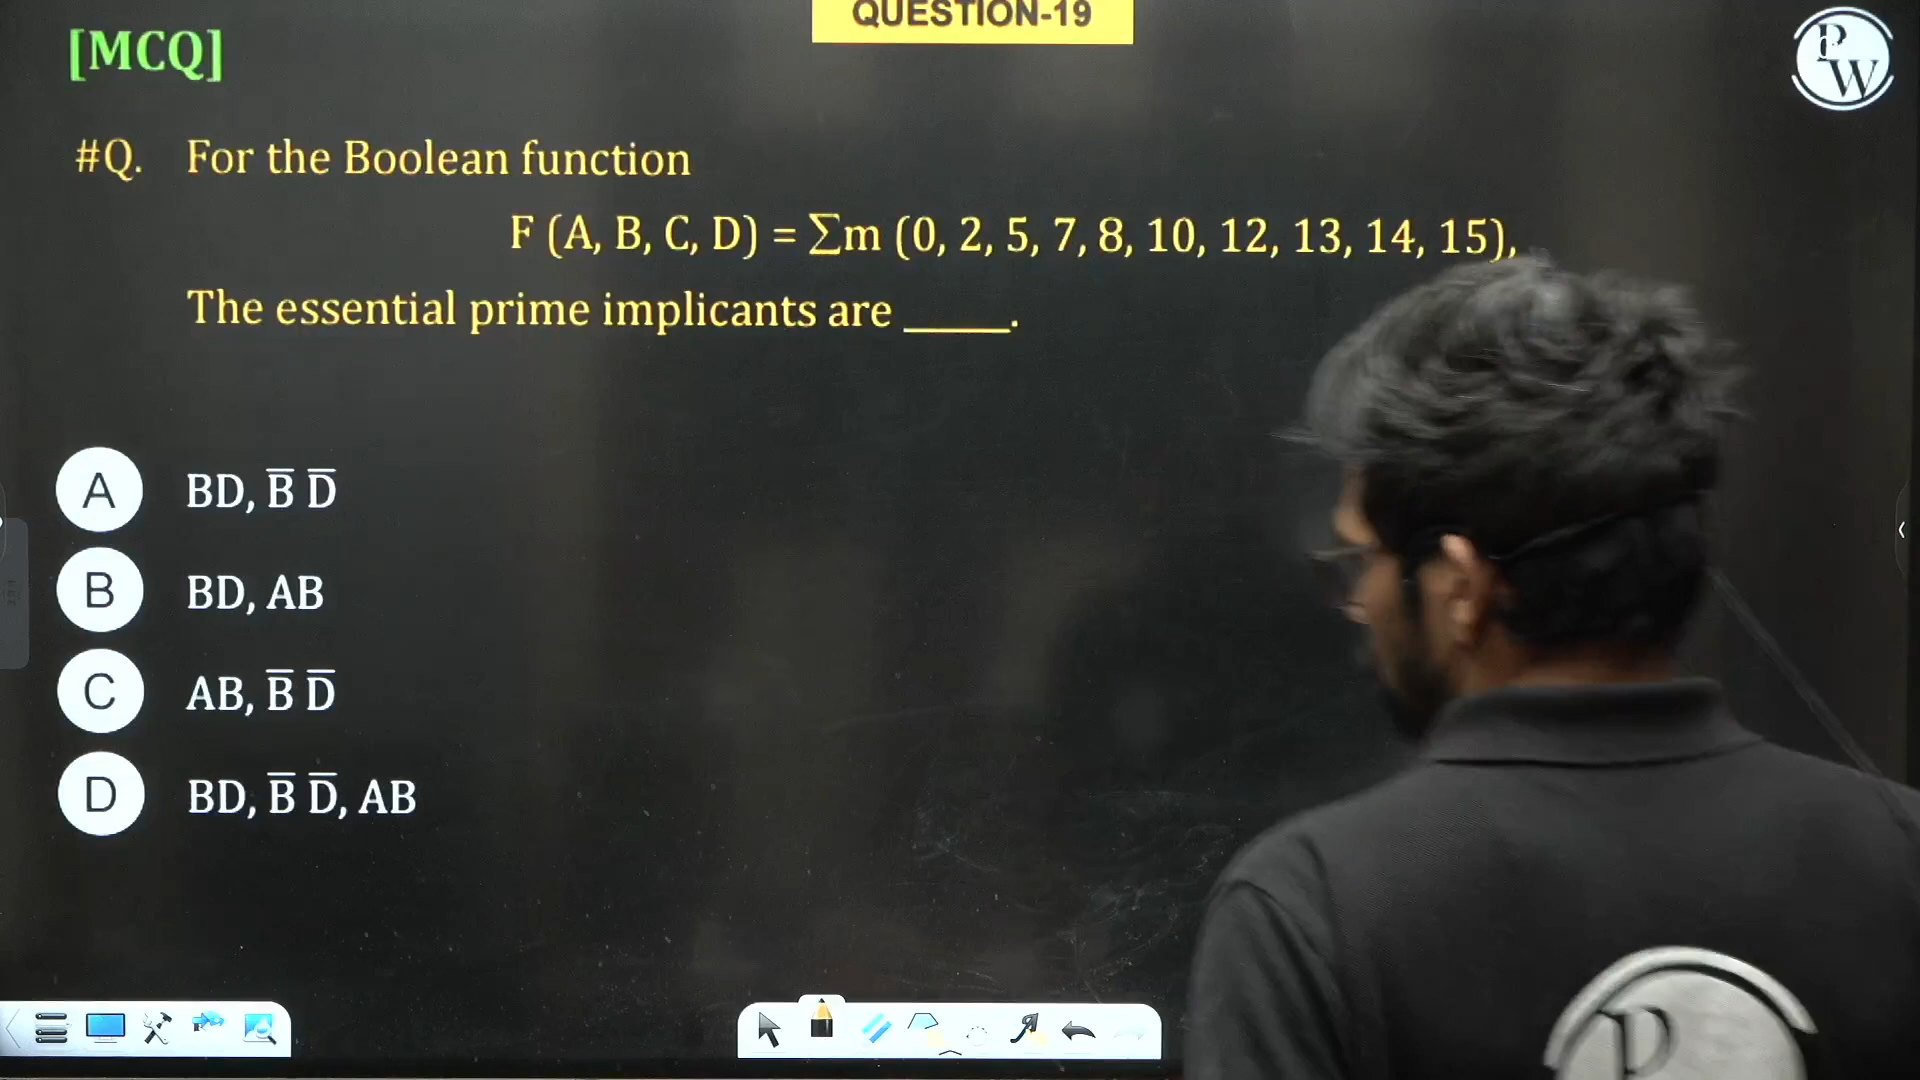 QUESTION-19
[MCQ]
#Q. For the Boolean function
F (A, B, C, D) = ∑m (0, 2, 5, 7, 8, 10, 12, 13, 14, 15),
The essential prime implicants are _____.
A BD, B̅ D̅
B BD, AB
C AB, B̅ D̅
D BD, B̅ D̅, AB
PW
P